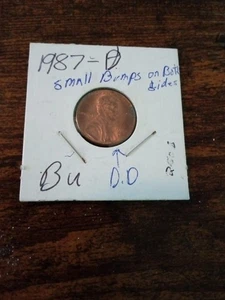 1987-D
Small Bumps on Both
Sides
BU
D.D